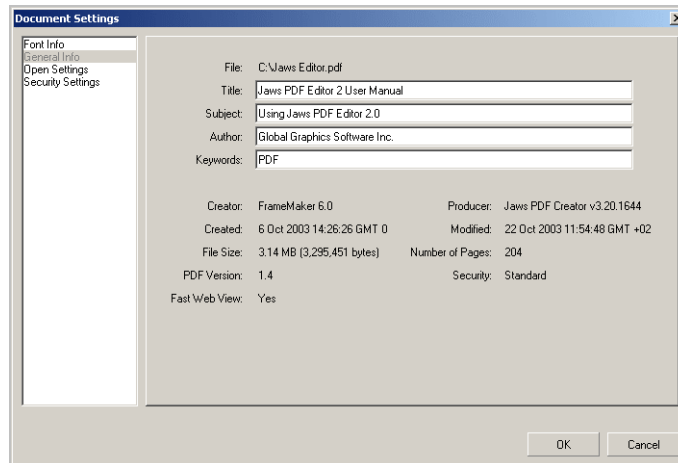 Document Settings
Font Info
General Info
Open Settings
Security Settings
File: C:\Jaws Editor.pdf
Title: Jaws PDF Editor 2 User Manual
Subject: Using Jaws PDF Editor 2.0
Author: Global Graphics Software Inc.
Keywords: PDF
Creator: FrameMaker 6.0 Producer: Jaws PDF Creator v3.20.1644
Created: 6 Oct 2003 14:26:26 GMT 0 Modified: 22 Oct 2003 11:54:48 GMT +02
File Size: 3.14 MB (3,295,451 bytes) Number of Pages: 204
PDF Version: 1.4 Security: Standard
Fast Web View: Yes
OK Cancel